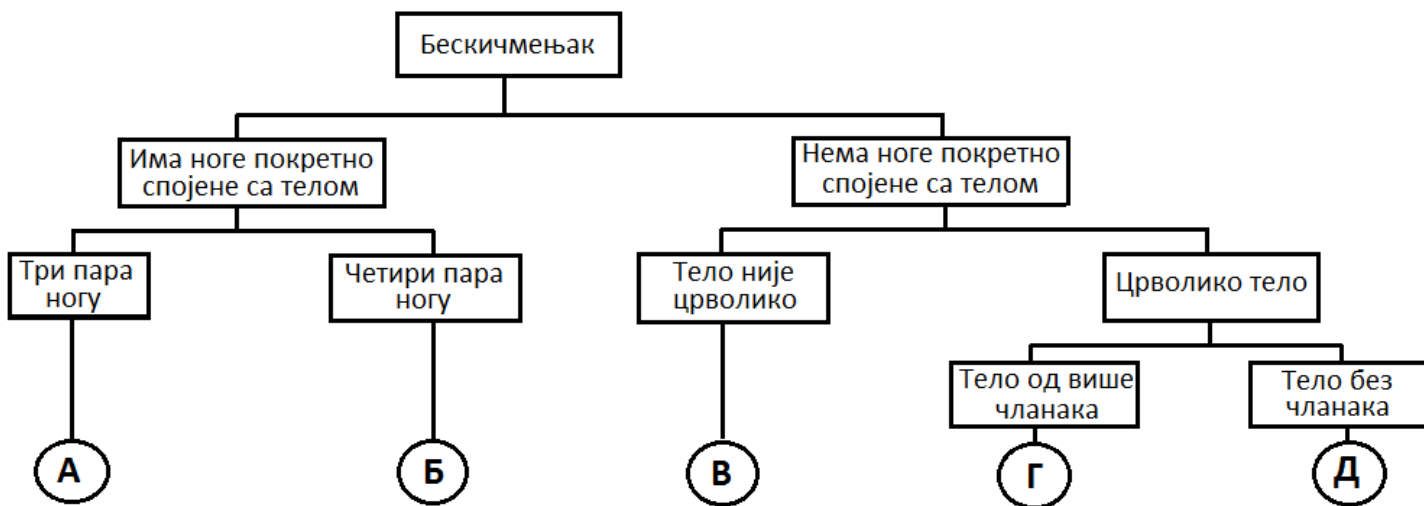 Бескичмењак
Има ноге покретно
спојене са телом
Нема ноге покретно
спојене са телом
Три пара
ногу
Четири пара
ногу
Тело није
црволико
Црволико тело
Тело од више
чланака
Тело без
чланака
А
Б
В
Г
Д